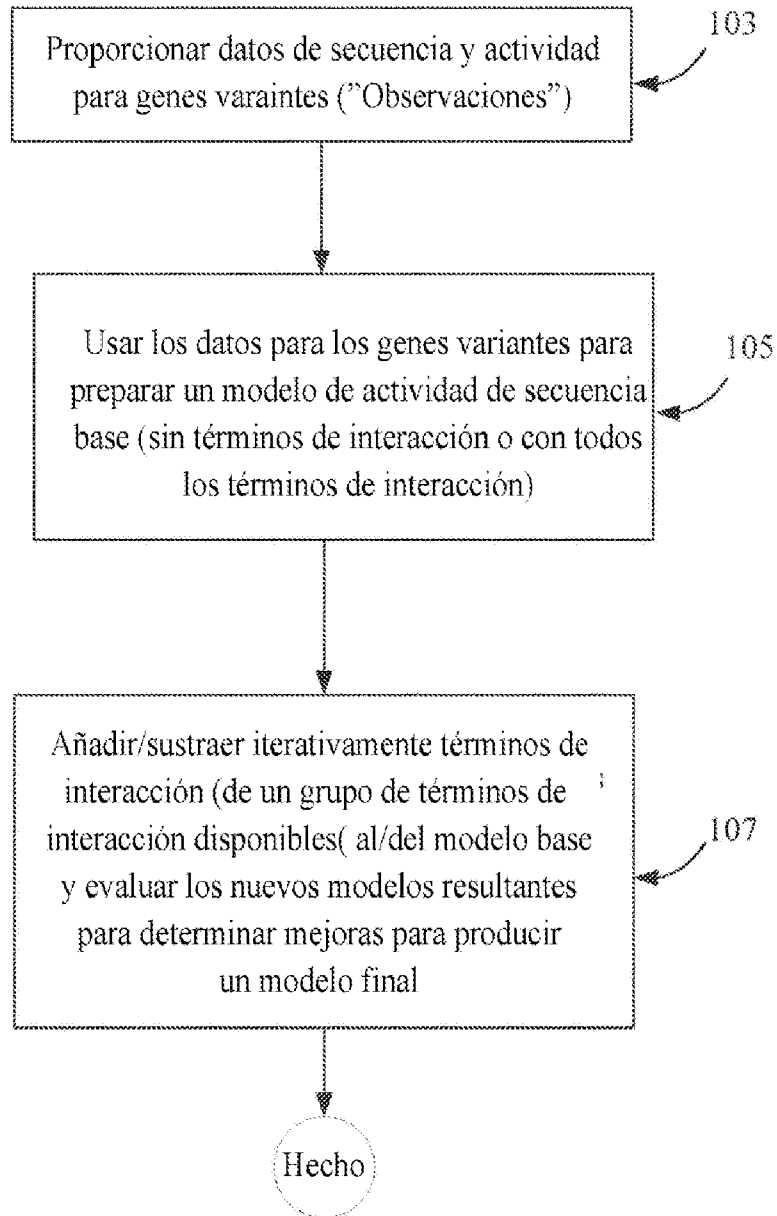 Proporcionar datos de secuencia y actividad
para genes varaintes ("Observaciones")
103
Usar los datos para los genes variantes para
preparar un modelo de actividad de secuencia
base (sin términos de interacción o con todos
los términos de interacción)
105
Añadir/sustraer iterativamente términos de
interacción (de un grupo de términos de
interacción disponibles( al/del modelo base
y evaluar los nuevos modelos resultantes
para determinar mejoras para producir
un modelo final
107
Hecho